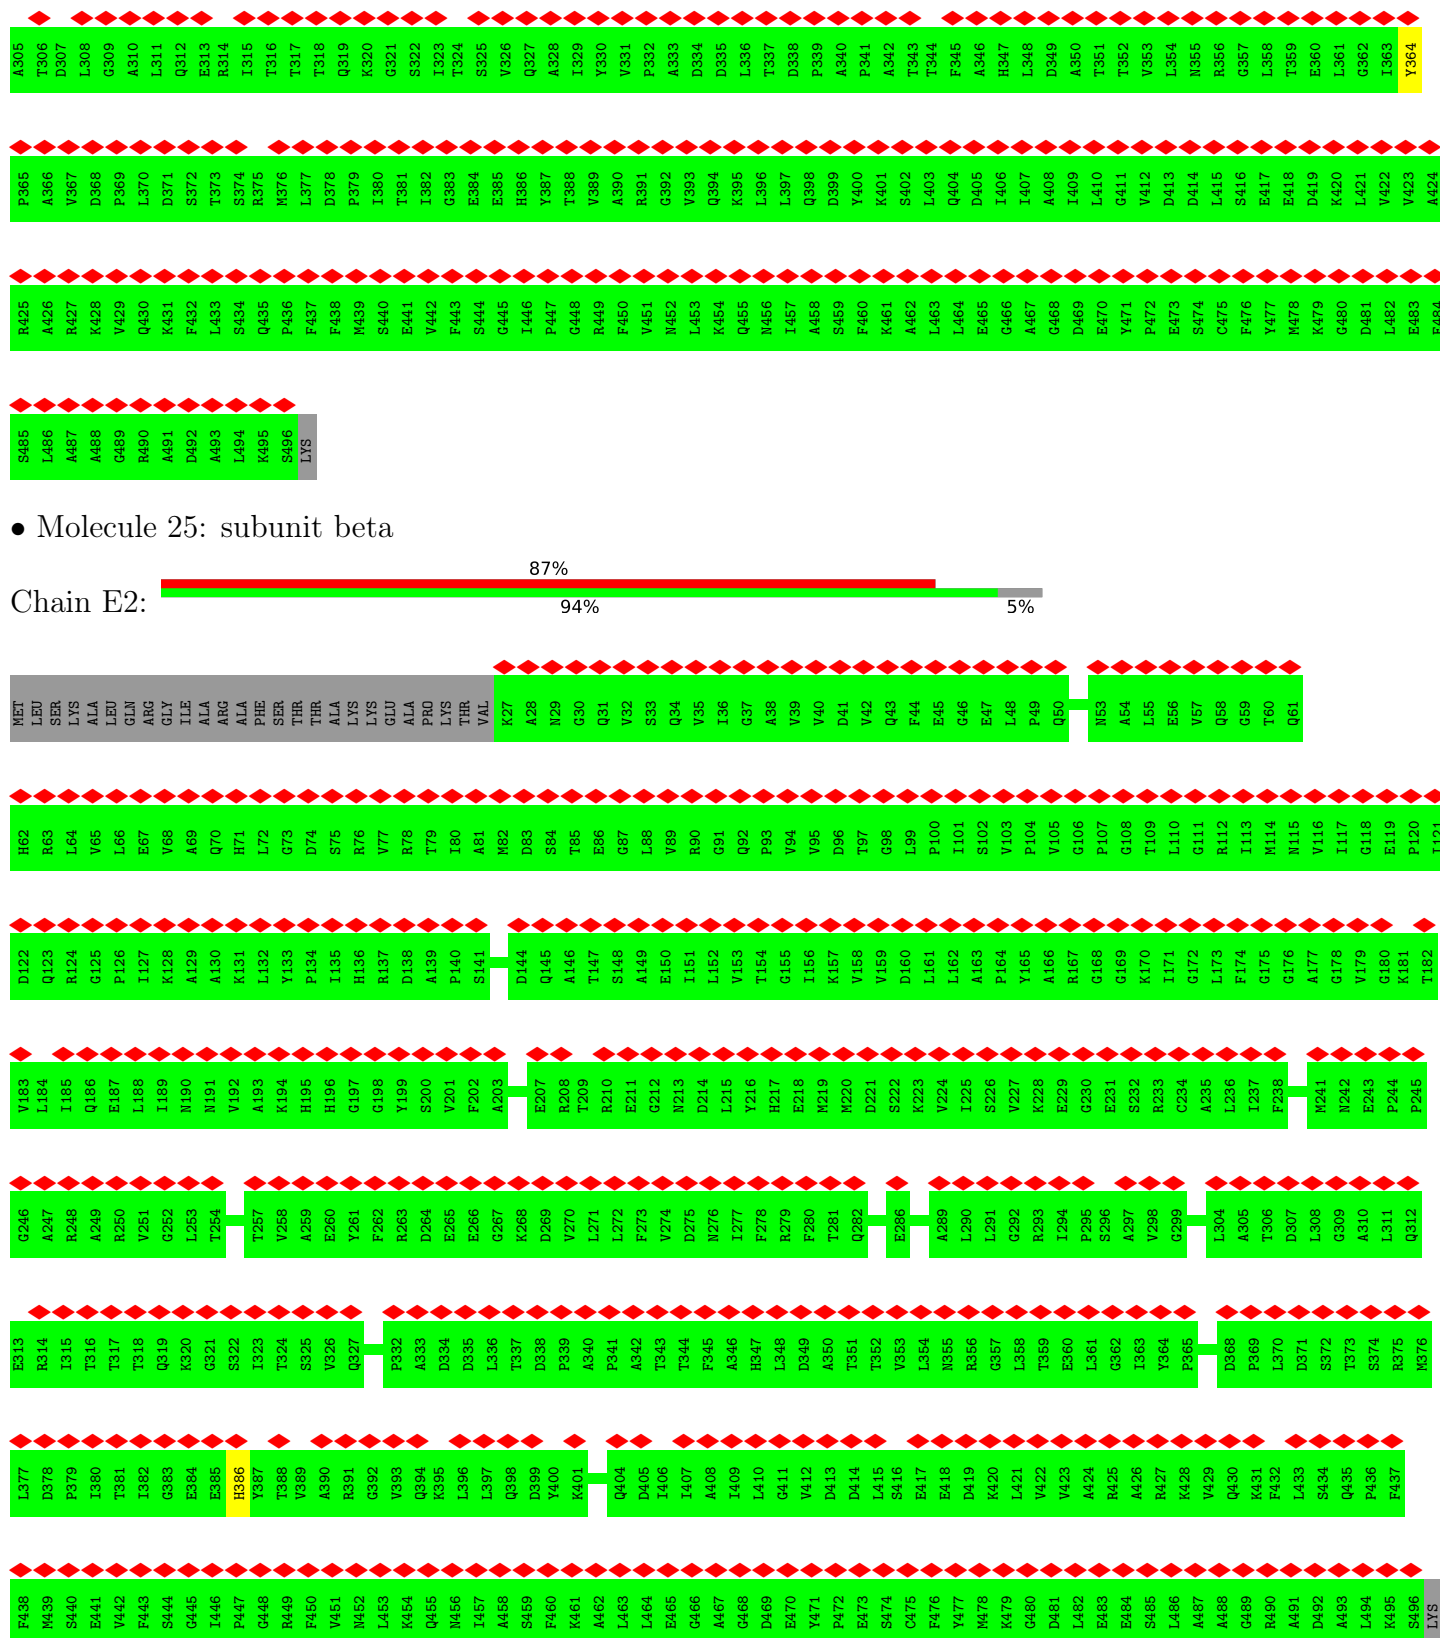 A305 T306 D307 L308 G309 A310 L311 Q312 E313 R314 I315 T316 T317 T318 Q319 K320 G321 S322 I323 T324 S325 V326 Q327 A328 I329 Y330 V331 P332 A333 D334 D335 L336 T337 D338 P339 A340 P341 A342 T343 T344 F345 A346 H347 L348 D349 A350 T351 T352 V353 L354 N355 R356 G357 L358 T359 E360 L361 G362 I363 Y364
P365 A366 V367 D368 P369 L370 D371 S372 T373 S374 R375 M376 L377 D378 P379 I380 T381 I382 G383 E384 E385 H386 Y387 T388 V389 A390 R391 G392 V393 Q394 K395 L396 L397 Q398 D399 Y400 K401 S402 L403 Q404 D405 I406 I407 A408 I409 L410 G411 V412 D413 D414 L415 S416 E417 E418 D419 K420 L421 V422 V423 A424
R425 A426 R427 K428 V429 Q430 K431 F432 L433 S434 Q435 P436 F437 F438 M439 S440 E441 V442 F443 S444 G445 I446 P447 G448 R449 F450 V451 N452 L453 K454 Q455 N456 I457 A458 S459 F460 K461 A462 L463 L464 E465 G466 A467 G468 D469 E470 Y471 P472 E473 S474 C475 F476 Y477 M478 K479 G480 D481 L482 E483 E484
S485 L486 A487 A488 G489 R490 A491 D492 A493 L494 K495 S496 LYS
• Molecule 25: subunit beta
87%
Chain E2:
94% 5%
MET LEU SER LYS ALA LEU GLN ARG GLY ILE ALA ARG ALA PHE SER THR THR ALA LYS LYS GLU ALA PRO LYS THR VAL K27 A28 N29 G30 Q31 V32 S33 Q34 V35 I36 G37 A38 V39 V40 D41 V42 Q43 F44 E45 G46 E47 L48 P49 Q50 N53 A54 L55 E56 V57 Q58 G59 T60 Q61
H62 R63 L64 V65 L66 E67 V68 A69 Q70 H71 L72 G73 D74 S75 R76 V77 R78 T79 I80 A81 M82 D83 S84 T85 E86 G87 L88 V89 R90 G91 Q92 P93 V94 V95 D96 T97 G98 L99 P100 I101 S102 V103 P104 V105 G106 P107 G108 T109 L110 G111 R112 I113 M114 N115 V116 I117 G118 E119 P120 I121
D122 Q123 R124 G125 P126 I127 K128 A129 A130 K131 L132 Y133 P134 I135 H136 R137 D138 A139 P140 S141 D144 Q145 A146 T147 S148 A149 E150 I151 L152 V153 T154 G155 I156 K157 V158 V159 D160 L161 L162 A163 P164 Y165 A166 R167 G168 G169 K170 I171 G172 L173 F174 G175 G176 A177 G178 V179 G180 K181 T182
V183 L184 I185 Q186 E187 L188 I189 N190 N191 V192 A193 K194 H195 H196 G197 G198 Y199 S200 V201 F202 A203 E207 R208 T209 R210 E211 G212 N213 D214 L215 Y216 H217 E218 M219 M220 D221 S222 K223 V224 I225 S226 V227 K228 E229 G230 E231 S232 R233 C234 A235 L236 I237 F238 M241 N242 E243 P244 P245
G246 A247 R248 A249 R250 V251 G252 L253 T254 T257 V258 A259 E260 Y261 F262 R263 D264 E265 E266 G267 K268 D269 V270 L271 L272 F273 V274 D275 N276 I277 F278 R279 F280 T281 Q282 E286 A289 L290 L291 G292 R293 I294 P295 S296 A297 V298 G299 L304 A305 T306 D307 L308 G309 A310 L311 Q312
E313 R314 I315 T316 T317 T318 Q319 K320 G321 S322 I323 T324 S325 V326 Q327 P332 A333 D334 D335 L336 T337 D338 P339 A340 P341 A342 T343 T344 F345 A346 H347 L348 D349 A350 T351 T352 V353 L354 N355 R356 G357 L358 T359 E360 L361 G362 I363 Y364 P365 D368 P369 L370 D371 S372 T373 S374 R375 M376
L377 D378 P379 I380 T381 I382 G383 E384 E385 H386 Y387 T388 V389 A390 R391 G392 V393 Q394 K395 L396 L397 Q398 D399 Y400 K401 Q404 D405 I406 I407 A408 I409 L410 G411 V412 D413 D414 L415 S416 E417 E418 D419 K420 L421 V422 V423 A424 R425 A426 R427 K428 V429 Q430 K431 F432 L433 S434 Q435 P436 F437
F438 M439 S440 E441 V442 F443 S444 G445 I446 P447 G448 R449 F450 V451 N452 L453 K454 Q455 N456 I457 A458 S459 F460 K461 A462 L463 L464 E465 G466 A467 G468 D469 E470 Y471 P472 E473 S474 C475 F476 Y477 M478 K479 G480 D481 L482 E483 E484 S485 L486 A487 A488 G489 R490 A491 D492 A493 L494 K495 S496 LYS